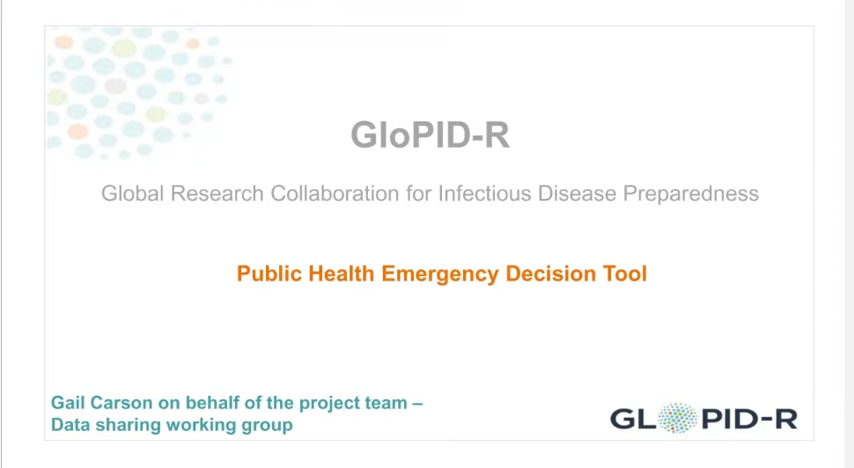 GloPID-R
Global Research Collaboration for Infectious Disease Preparedness
Public Health Emergency Decision Tool
Gail Carson on behalf of the project team –
Data sharing working group
GLOPID-R